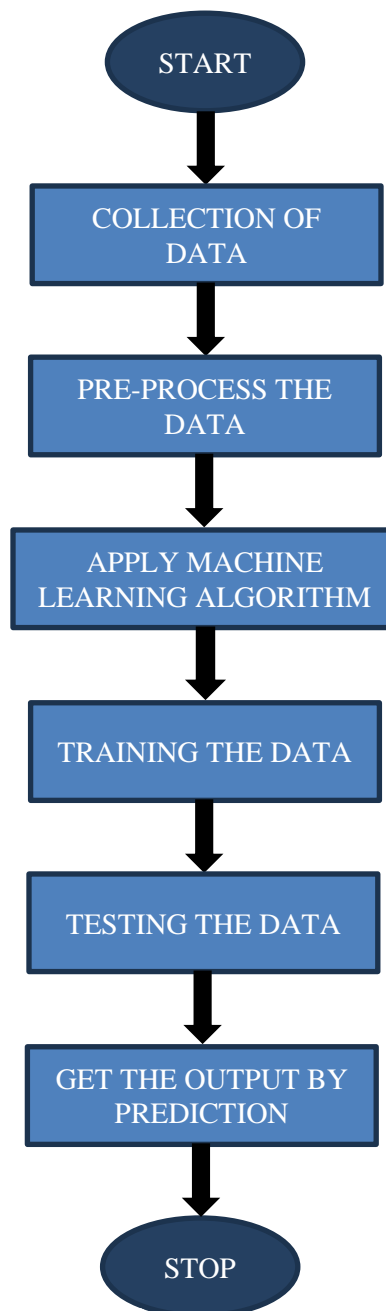 START
COLLECTION OF
DATA
PRE-PROCESS THE
DATA
APPLY MACHINE
LEARNING ALGORITHM
TRAINING THE DATA
TESTING THE DATA
GET THE OUTPUT BY
PREDICTION
STOP